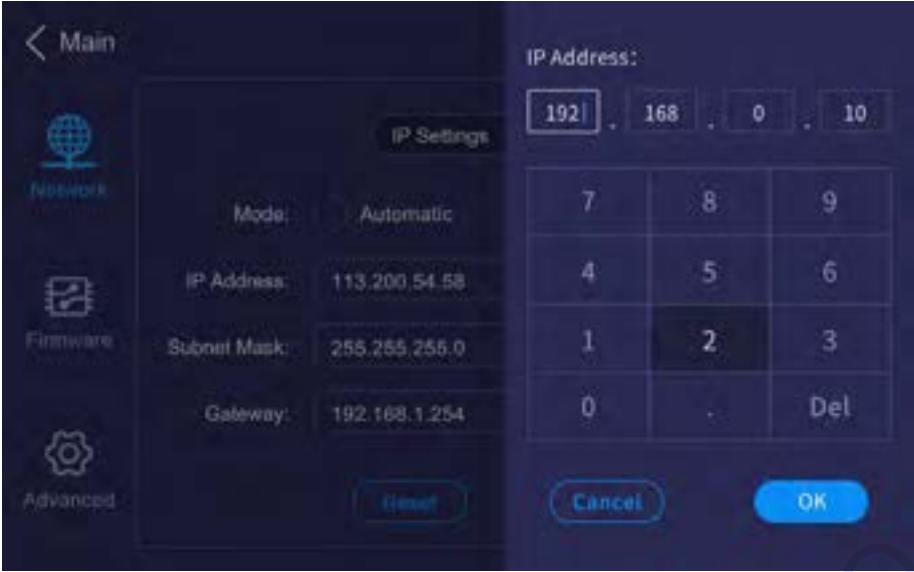 Main
IP Address:
192 . 168 . 0 . 10
IP Settings
Network
Mode: Automatic
IP Address: 113.200.54.58
Firmware
Subnet Mask: 255.255.255.0
Gateway: 192.168.1.254
Advanced
Reset
7 8 9
4 5 6
1 2 3
0 . Del
Cancel OK